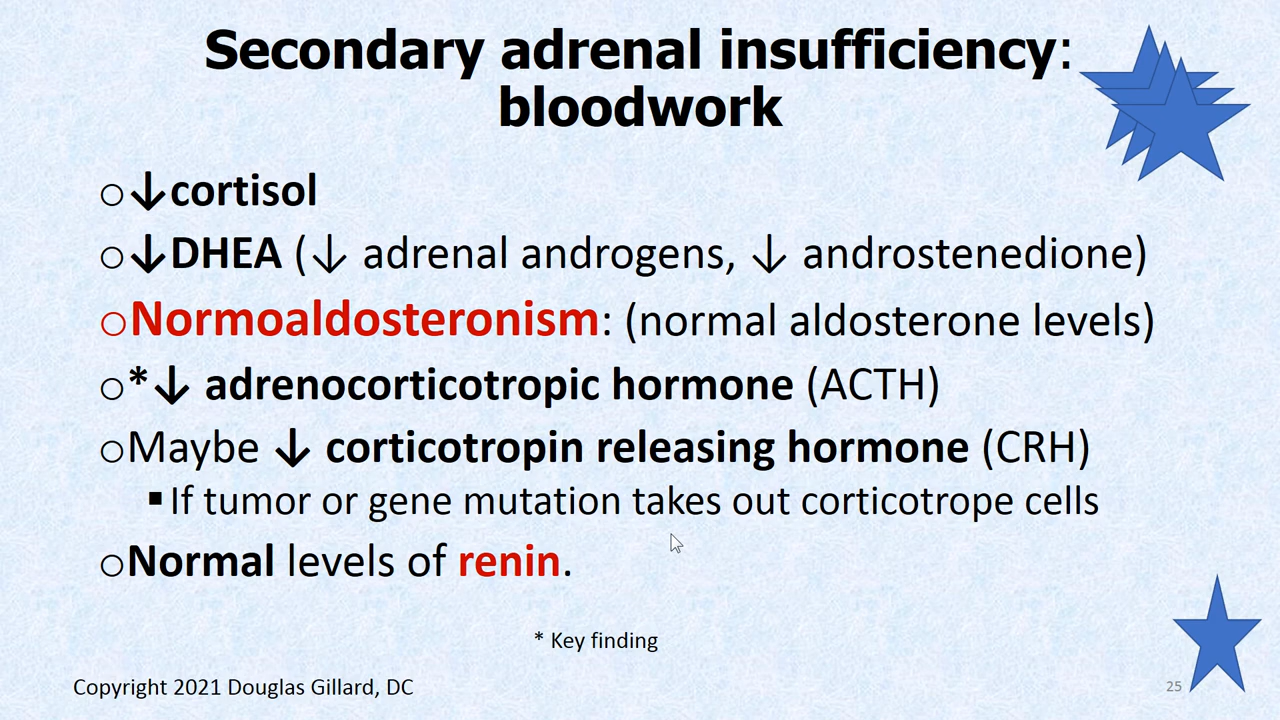 Secondary adrenal insufficiency:
bloodwork
○↓cortisol
○↓DHEA (↓ adrenal androgens, ↓ androstenedione)
○Normoaldosteronism: (normal aldosterone levels)
○*↓ adrenocorticotropic hormone (ACTH)
○Maybe ↓ corticotropin releasing hormone (CRH)
▪If tumor or gene mutation takes out corticotrope cells
○Normal levels of renin.
* Key finding
Copyright 2021 Douglas Gillard, DC
25